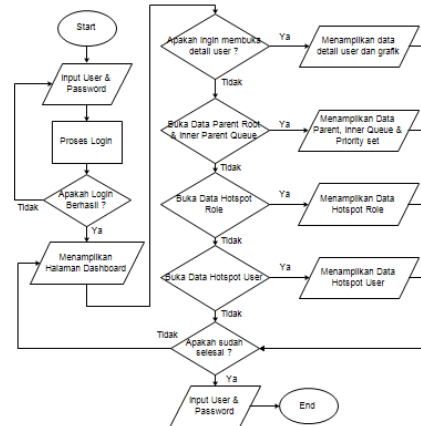 Start
Input User &
Password
Proses Login
Apakah Login
Berhasil ?
Tidak
Ya
Menampilkan
Halaman Dashboard
Apakah ingin membuka
detail user ?
Ya
Menampilkan data
detail user dan grafik
Tidak
Buka Data Parent Root
& Inner Parent Queue
Ya
Menampilkan Data
Parent, Inner Queue &
Priority set
Tidak
Buka Data Hotspot
Role
Ya
Menampilkan Data
Hotspot Role
Tidak
Buka Data Hotspot User
Ya
Menampilkan Data
Hotspot User
Tidak
Apakah sudah
selesai ?
Tidak
Ya
Input User &
Password
End